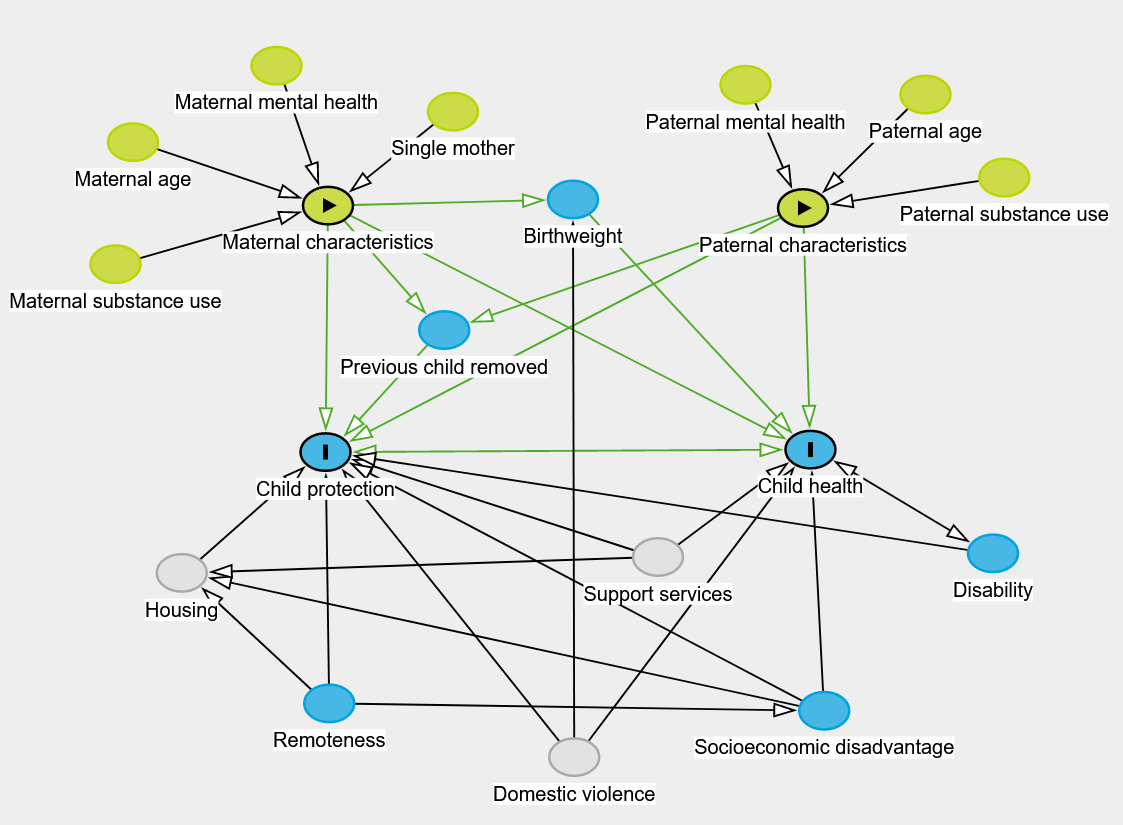 Maternal mental health
Paternal mental health
Paternal age
Single mother
Maternal age
Paternal substance use
Birthweight
Maternal characteristics
Paternal characteristics
Maternal substance use
Previous child removed
Child protection
Child health
Support services
Disability
Housing
Remoteness
Socioeconomic disadvantage
Domestic violence